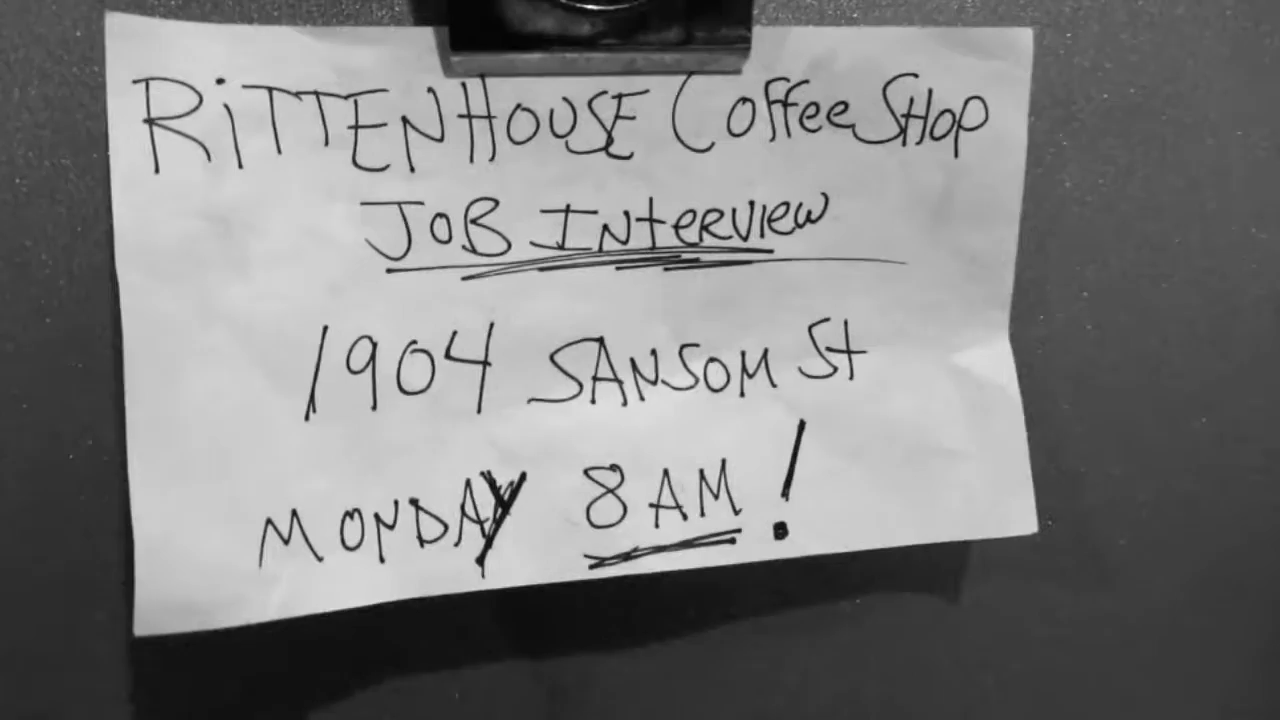 RiTTENHOUSE Coffee SHOP
JOB INterview
1904 SANSOM St
MONDAY 8 AM!